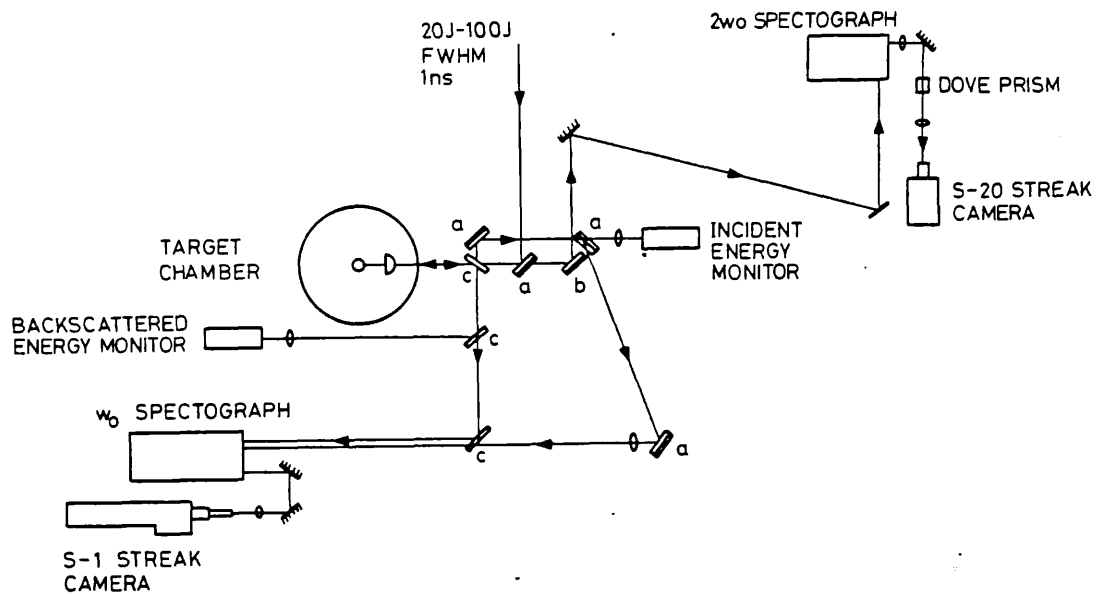 20J-100J
FWHM
1ns
2wo SPECTOGRAPH
DOVE PRISM
S-20 STREAK
CAMERA
a
a
INCIDENT
ENERGY
MONITOR
TARGET
CHAMBER
c
a
b
BACKSCATTERED
ENERGY MONITOR
c
w₀ SPECTOGRAPH
c
a
S-1 STREAK
CAMERA